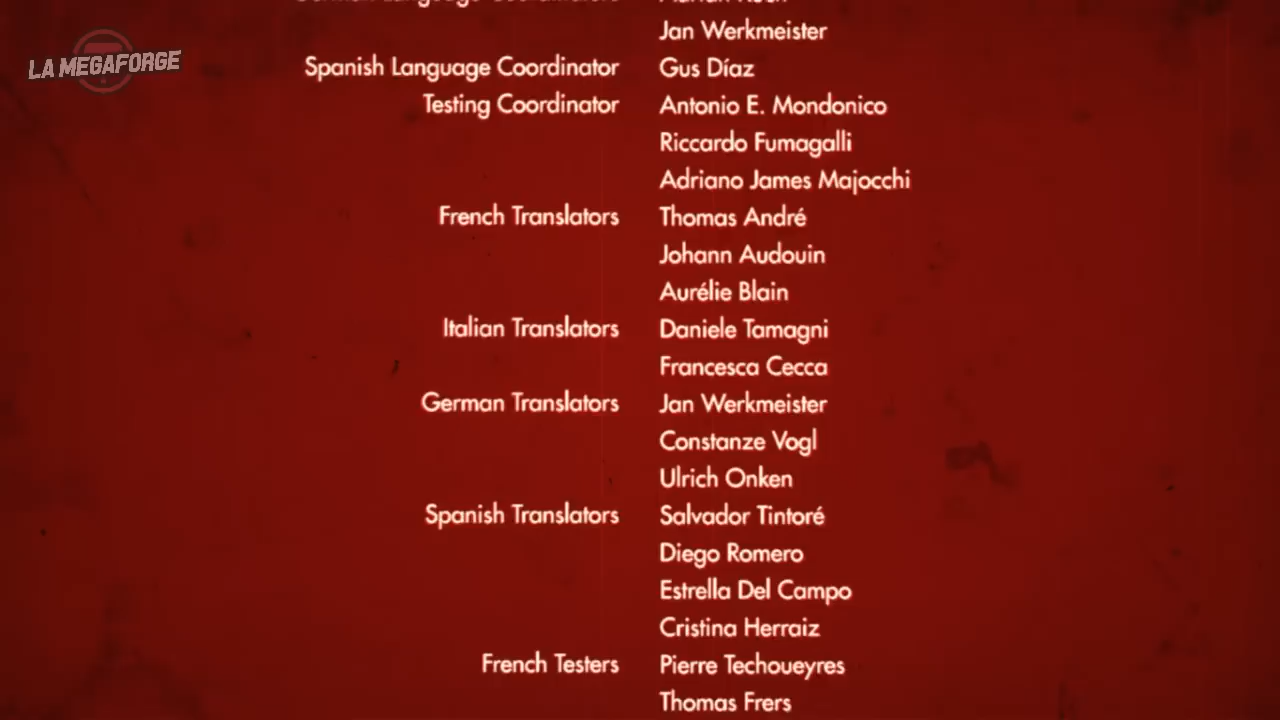 LA MEGAFORGE
Jan Werkmeister
Spanish Language Coordinator Gus Díaz
Testing Coordinator Antonio E. Mondonico
Riccardo Fumagalli
Adriano James Majocchi
French Translators Thomas André
Johann Audouin
Aurélie Blain
Italian Translators Daniele Tamagni
Francesca Cecca
German Translators Jan Werkmeister
Constanze Vogl
Ulrich Onken
Spanish Translators Salvador Tintoré
Diego Romero
Estrella Del Campo
Cristina Herraiz
French Testers Pierre Techoueyres
Thomas Frers